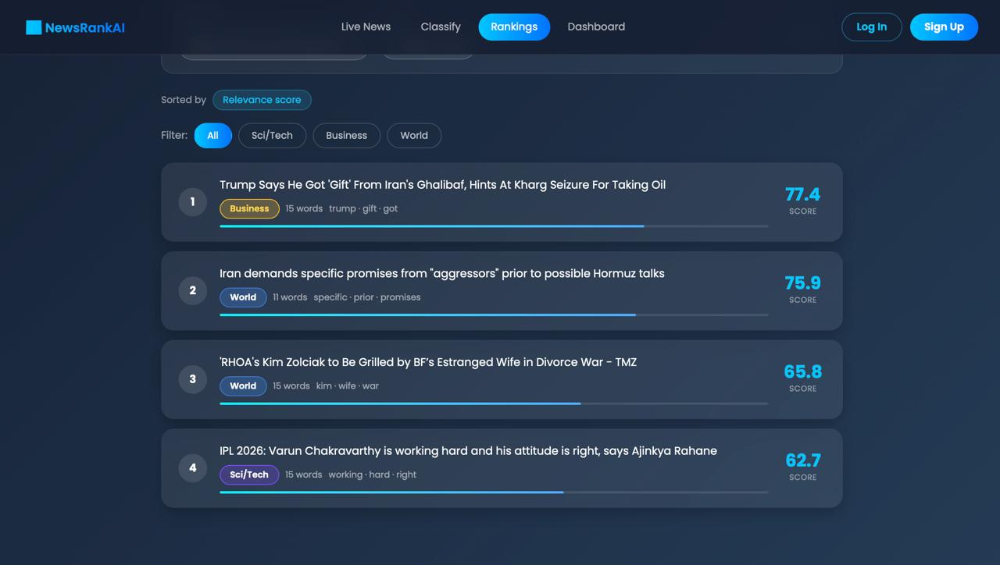 NewsRankAI Live News Classify Rankings Dashboard Log In Sign Up
Sorted by Relevance score
Filter: All Sci/Tech Business World
1 Trump Says He Got 'Gift' From Iran's Ghalibaf, Hints At Kharg Seizure For Taking Oil
Business 15 words trump · gift · got
77.4
SCORE
2 Iran demands specific promises from "aggressors" prior to possible Hormuz talks
World 11 words specific · prior · promises
75.9
SCORE
3 'RHOA's Kim Zolciak to Be Grilled by BF’s Estranged Wife in Divorce War - TMZ
World 15 words kim · wife · war
65.8
SCORE
4 IPL 2026: Varun Chakravarthy is working hard and his attitude is right, says Ajinkya Rahane
Sci/Tech 15 words working · hard · right
62.7
SCORE